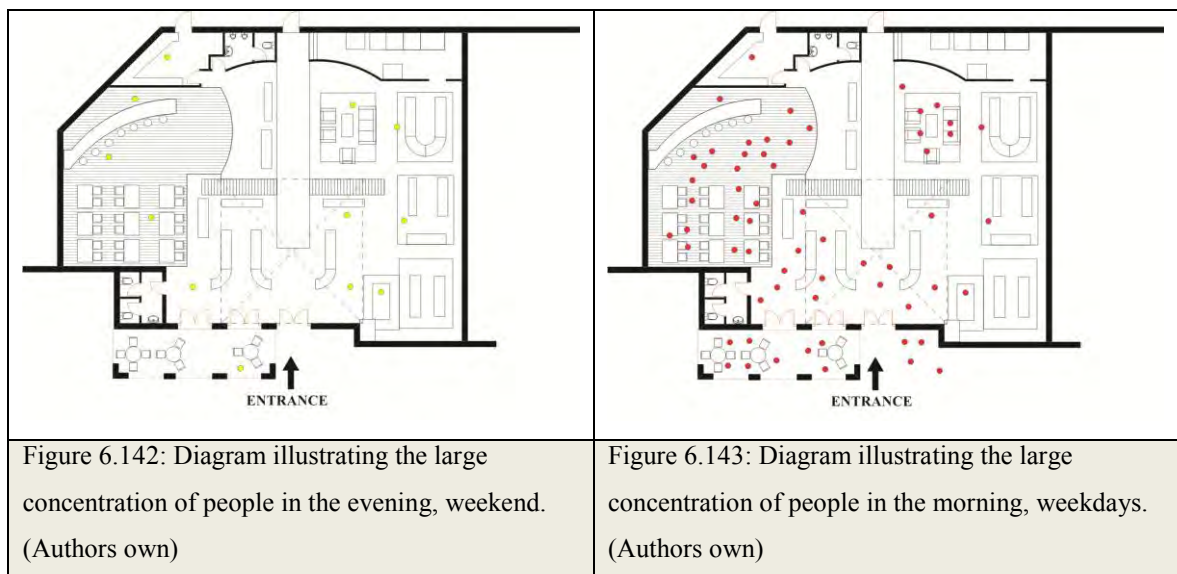 ENTRANCE
ENTRANCE
Figure 6.142: Diagram illustrating the large
concentration of people in the evening, weekend.
(Authors own)
Figure 6.143: Diagram illustrating the large
concentration of people in the morning, weekdays.
(Authors own)